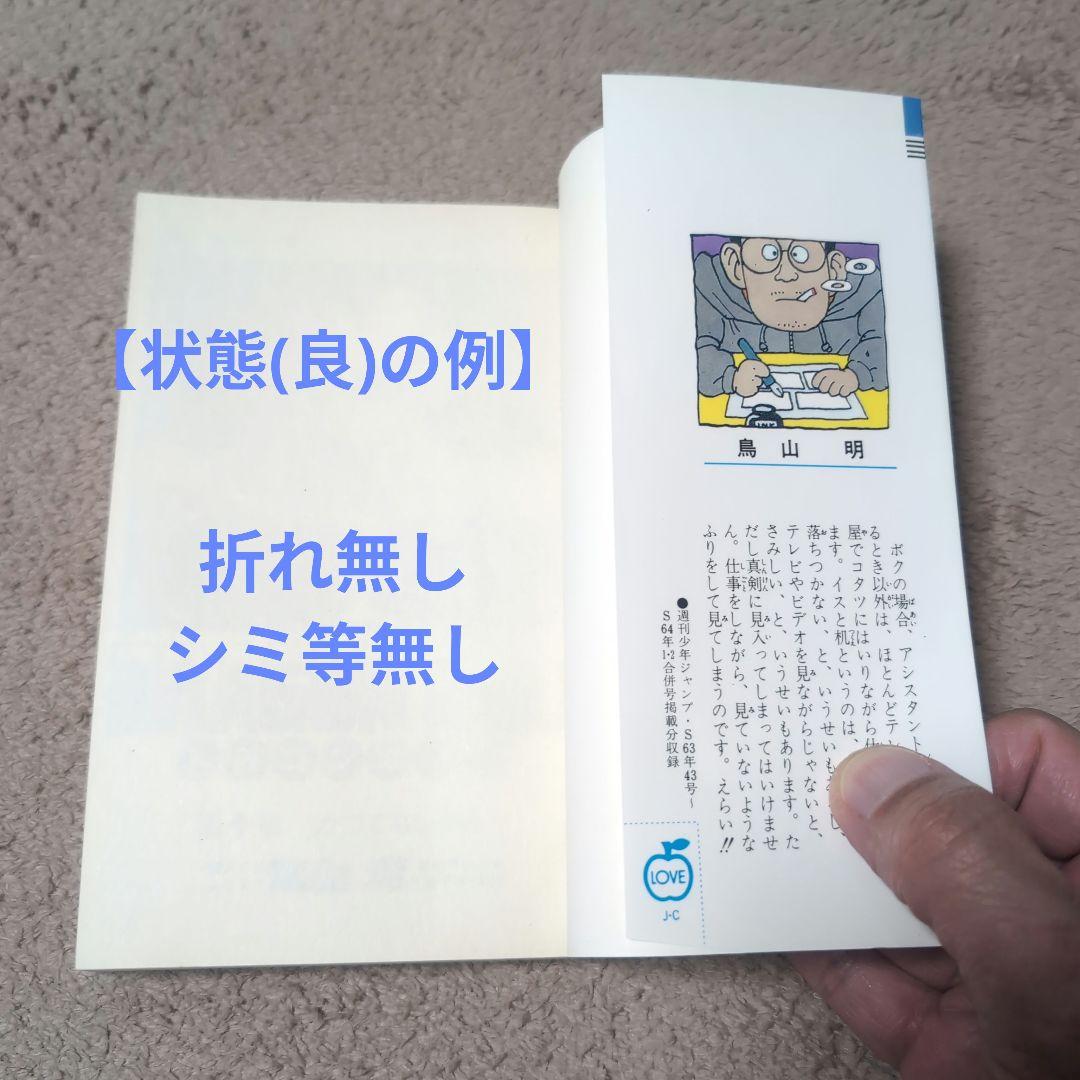 【状態(良)の例】
折れ無し
シミ等無し
INK
鳥山 明
ボクの場合、アシスタント
るとき以外は、ほとんどテレ
屋でコタツにはいりながら仕
ます。イスと机というのは、
落ちつかない、と、いうせいもあ
テレビやビデオを見ながらじゃないと、
さみしい、と、いうせいもあります。た
だし真剣に見入ってしまってはいけませ
ん。仕事をしながら、見ていないような
ふりをして見てしまうのです。えらい!!
●週刊少年ジャンプ・S63年43号〜
S64年1・2合併号掲載分収録
LOVE
J・C